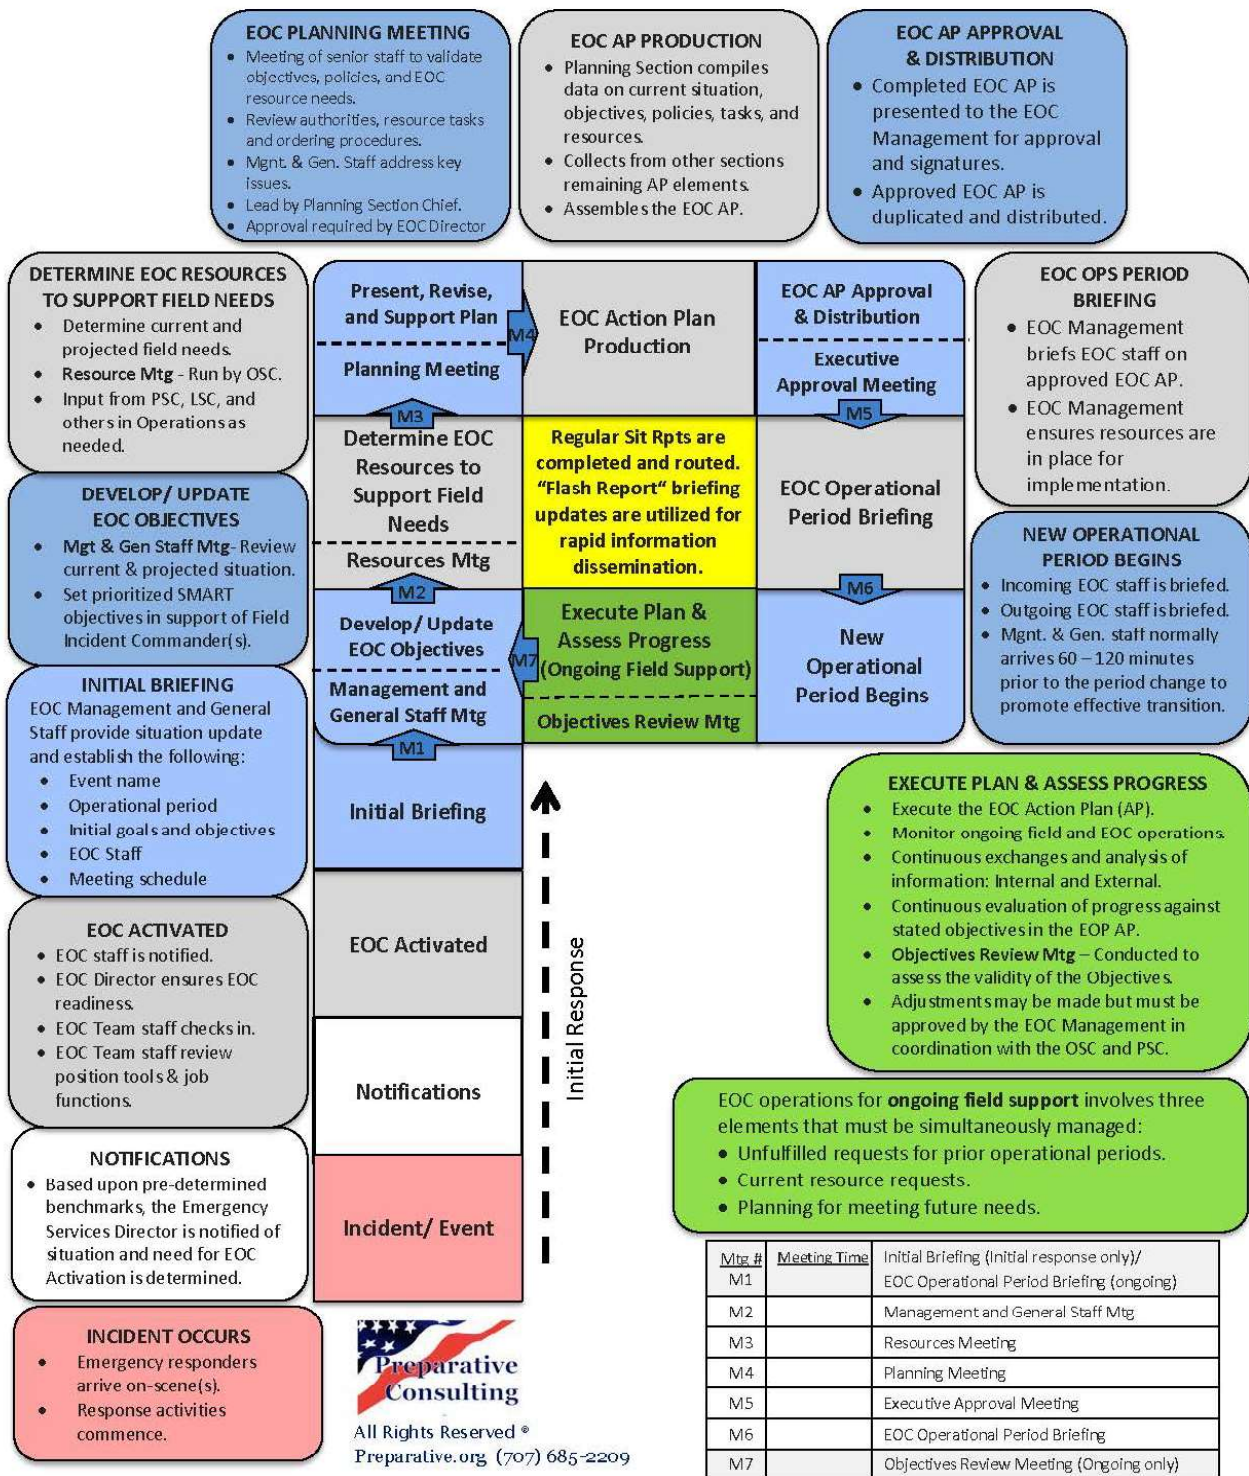 EOC PLANNING MEETING
• Meeting of senior staff to validate
objectives, policies, and EOC
resource needs.
• Review authorities, resource tasks
and ordering procedures.
• Mgnt. & Gen. Staff address key
issues.
• Lead by Planning Section Chief.
• Approval required by EOC Director
EOC AP PRODUCTION
• Planning Section compiles
data on current situation,
objectives, policies, tasks, and
resources.
• Collects from other sections
remaining AP elements.
• Assembles the EOC AP.
EOC AP APPROVAL
& DISTRIBUTION
• Completed EOC AP is
presented to the EOC
Management for approval
and signatures.
• Approved EOC AP is
duplicated and distributed.
DETERMINE EOC RESOURCES
TO SUPPORT FIELD NEEDS
• Determine current and
projected field needs.
• Resource Mtg - Run by OSC.
• Input from PSC, LSC, and
others in Operations as
needed.
DEVELOP/ UPDATE
EOC OBJECTIVES
• Mgt & Gen Staff Mtg- Review
current & projected situation.
• Set prioritized SMART
objectives in support of Field
Incident Commander(s).
INITIAL BRIEFING
EOC Management and General
Staff provide situation update
and establish the following:
• Event name
• Operational period
• Initial goals and objectives
• EOC Staff
• Meeting schedule
EOC ACTIVATED
• EOC staff is notified.
• EOC Director ensures EOC
readiness.
• EOC Team staff checks in.
• EOC Team staff review
position tools & job
functions.
NOTIFICATIONS
• Based upon pre-determined
benchmarks, the Emergency
Services Director is notified of
situation and need for EOC
Activation is determined.
INCIDENT OCCURS
• Emergency responders
arrive on-scene(s).
• Response activities
commence.
Present, Revise,
and Support Plan
Planning Meeting
M4
EOC Action Plan
Production
EOC AP Approval
& Distribution
Executive
Approval Meeting
M3
M5
Determine EOC
Resources to
Support Field
Needs
Resources Mtg
Regular Sit Rpts are
completed and routed.
“Flash Report“ briefing
updates are utilized for
rapid information
dissemination.
EOC Operational
Period Briefing
M2
M6
Develop/ Update
EOC Objectives
Management and
General Staff Mtg
M7
Execute Plan &
Assess Progress
(Ongoing Field Support)
Objectives Review Mtg
New
Operational
Period Begins
M1
Initial Briefing
EOC Activated
Notifications
Incident/ Event
Initial Response
EOC OPS PERIOD
BRIEFING
• EOC Management
briefs EOC staff on
approved EOC AP.
• EOC Management
ensures resources are
in place for
implementation.
NEW OPERATIONAL
PERIOD BEGINS
• Incoming EOC staff is briefed.
• Outgoing EOC staff is briefed.
• Mgnt. & Gen. staff normally
arrives 60 – 120 minutes
prior to the period change to
promote effective transition.
EXECUTE PLAN & ASSESS PROGRESS
• Execute the EOC Action Plan (AP).
• Monitor ongoing field and EOC operations.
• Continuous exchanges and analysis of
information: Internal and External.
• Continuous evaluation of progress against
stated objectives in the EOP AP.
• Objectives Review Mtg – Conducted to
assess the validity of the Objectives.
• Adjustments may be made but must be
approved by the EOC Management in
coordination with the OSC and PSC.
EOC operations for ongoing field support involves three
elements that must be simultaneously managed:
• Unfulfilled requests for prior operational periods.
• Current resource requests.
• Planning for meeting future needs.
Mtg # Meeting Time Initial Briefing (Initial response only)/
M1 EOC Operational Period Briefing (ongoing)
M2 Management and General Staff Mtg
M3 Resources Meeting
M4 Planning Meeting
M5 Executive Approval Meeting
M6 EOC Operational Period Briefing
M7 Objectives Review Meeting (Ongoing only)
Preparative
Consulting
All Rights Reserved ®
Preparative.org (707) 685-2209